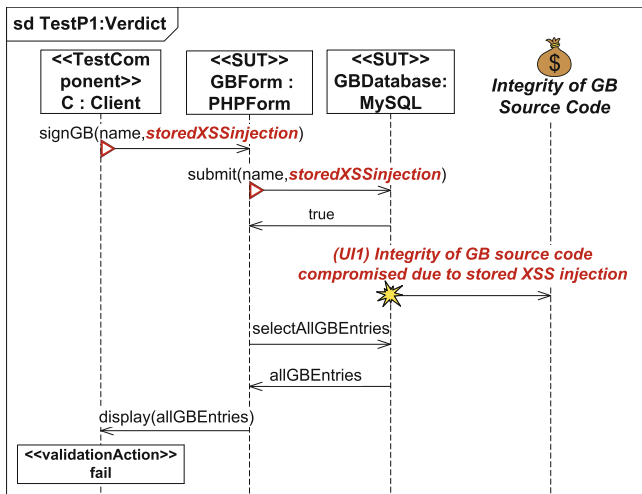 sd TestP1:Verdict
<<TestCom
ponent>>
C : Client
<<SUT>>
GBForm :
PHPForm
<<SUT>>
GBDatabase:
MySQL
$
Integrity of GB
Source Code
signGB(name,storedXSSinjection)
submit(name,storedXSSinjection)
true
(UI1) Integrity of GB source code
compromised due to stored XSS injection
selectAllGBEntries
allGBEntries
display(allGBEntries)
<<validationAction>>
fail